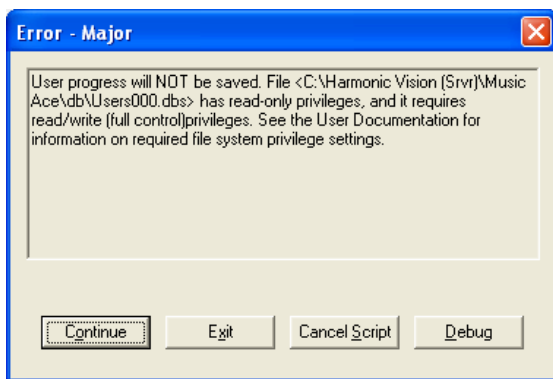 Error - Major
User progress will NOT be saved. File <C:\Harmonic Vision (Srvr)\Music
Ace\db\Users000.dbs> has read-only privileges, and it requires
read/write (full control)privileges. See the User Documentation for
information on required file system privilege settings.
Continue Exit Cancel Script Debug